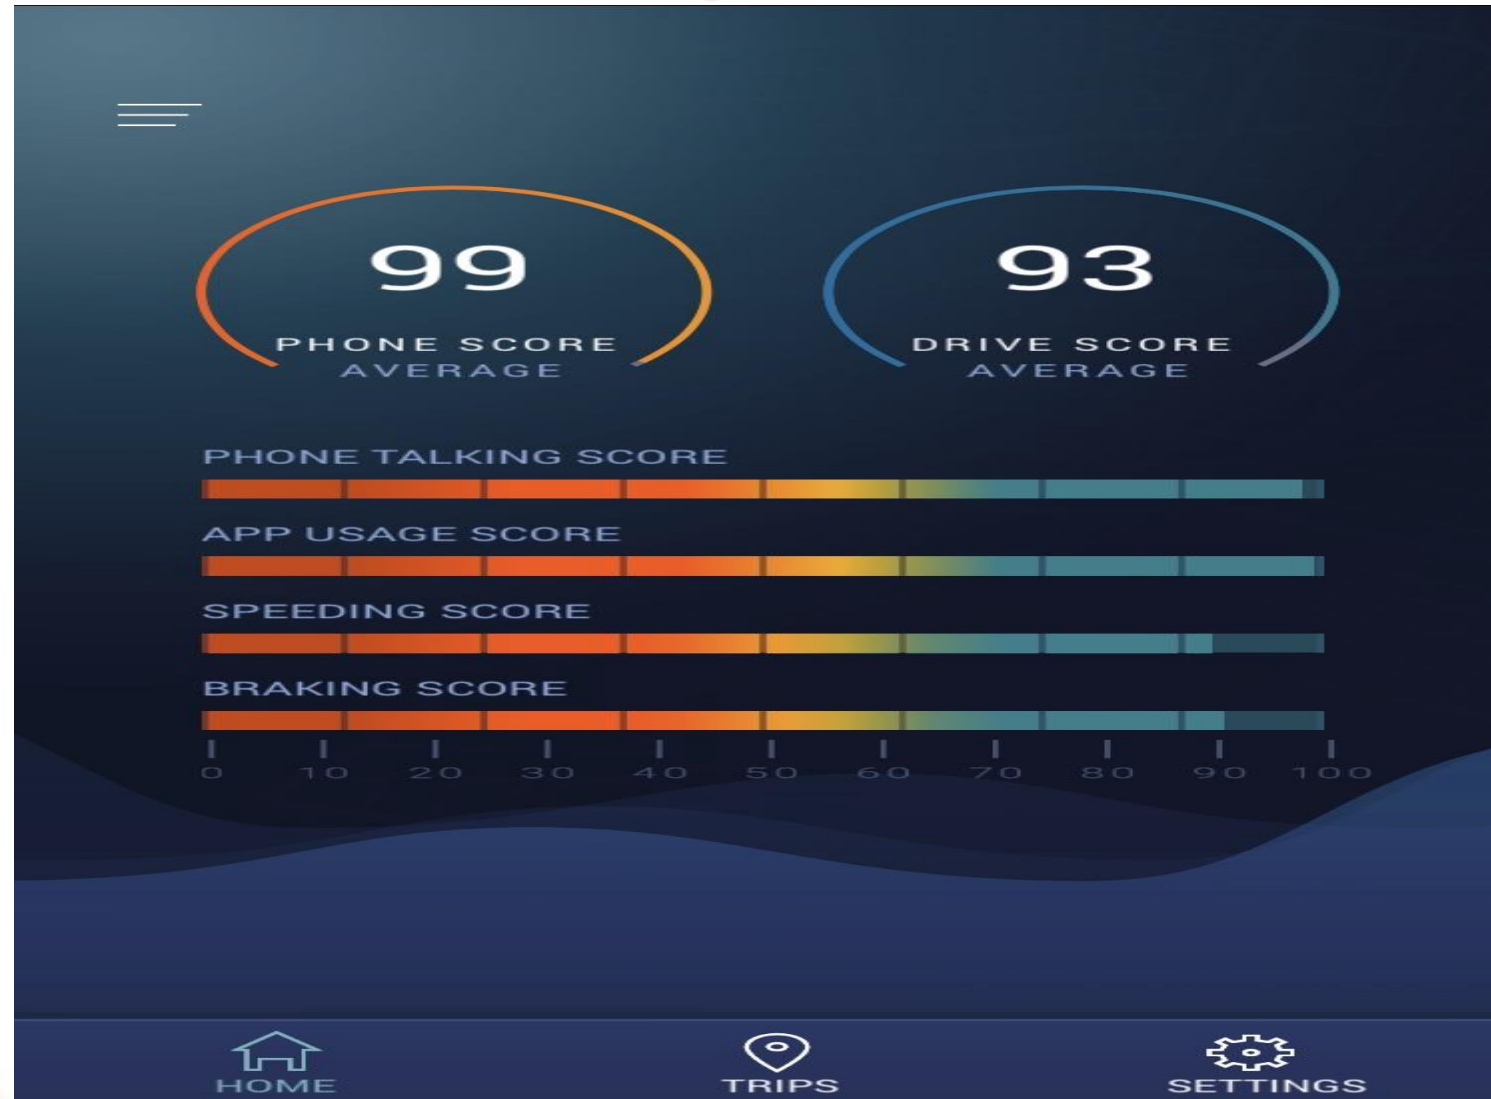 99
PHONE SCORE
AVERAGE
93
DRIVE SCORE
AVERAGE
PHONE TALKING SCORE
APP USAGE SCORE
SPEEDING SCORE
BRAKING SCORE
0 10 20 30 40 50 60 70 80 90 100
HOME TRIPS SETTINGS